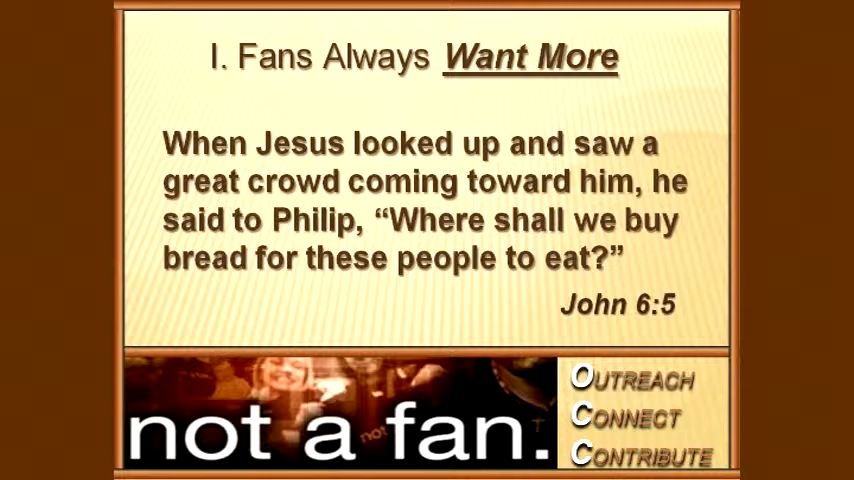 I. Fans Always Want More
When Jesus looked up and saw a
great crowd coming toward him, he
said to Philip, “Where shall we buy
bread for these people to eat?”
John 6:5
not a fan.
not
OUTREACH
CONNECT
CONTRIBUTE